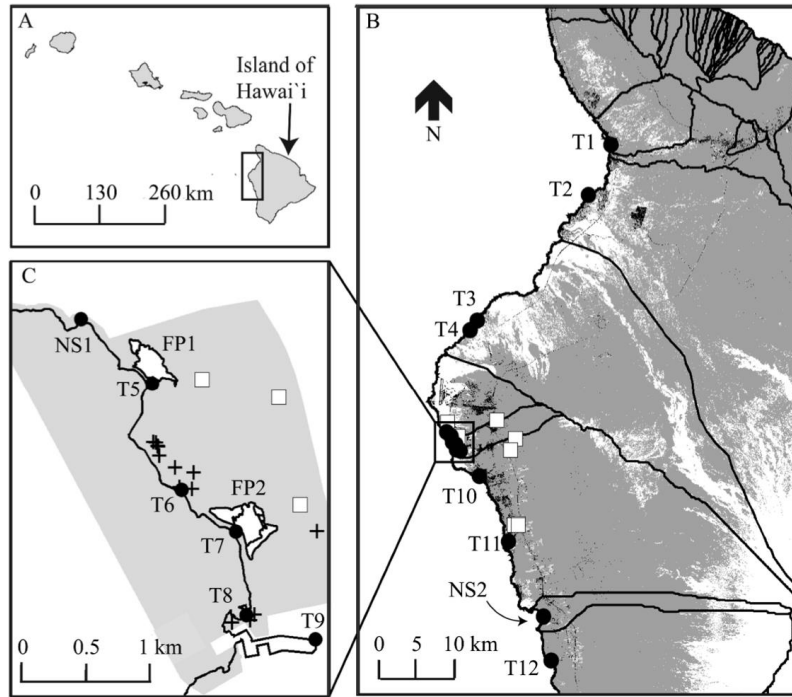 A
Island of
Hawai`i
0 130 260 km
B
N
T1
T2
T3
T4
T10
T11
NS2
T12
0 5 10 km
C
NS1
FP1
T5
T6
FP2
T7
T8
T9
0 0.5 1 km